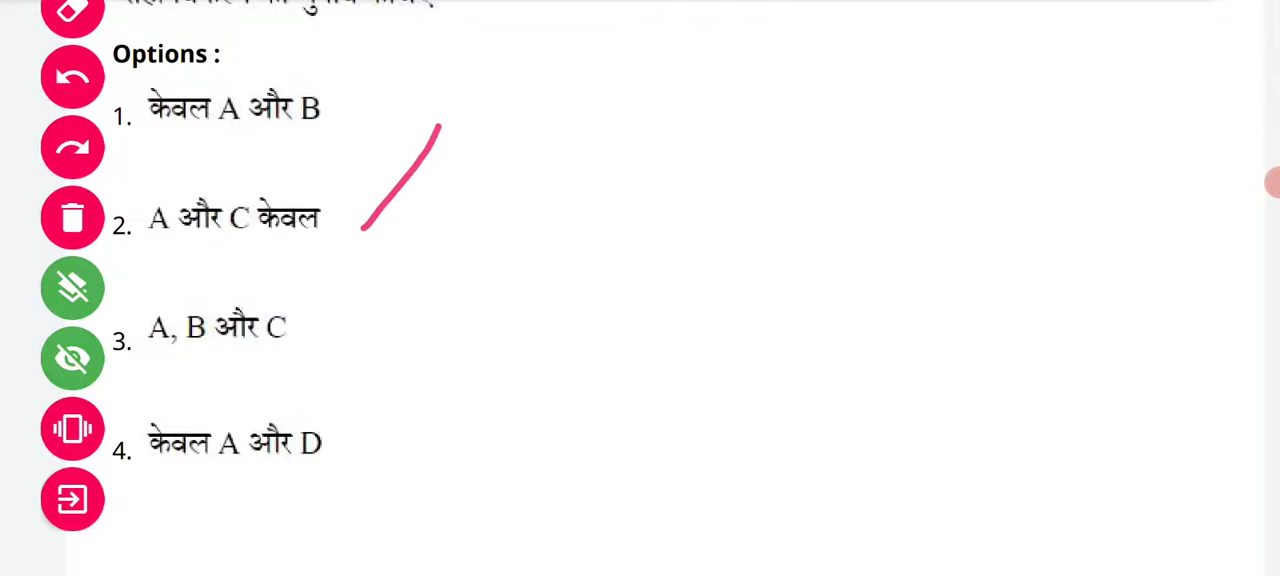 Options :
1. केवल A और B
2. A और C केवल
3. A, B और C
4. केवल A और D